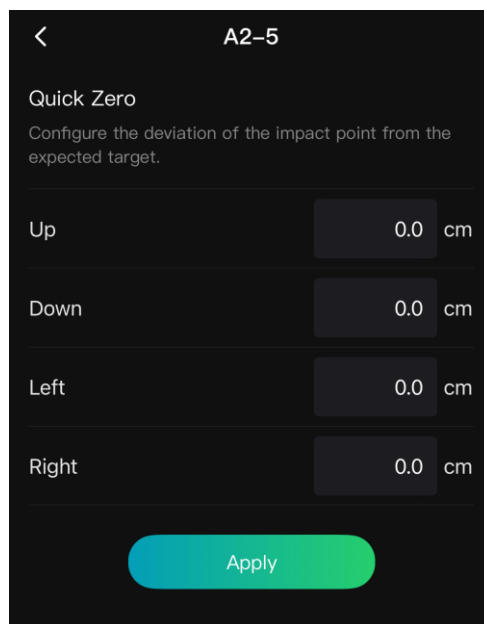 A2-5
Quick Zero
Configure the deviation of the impact point from the
expected target.
Up 0.0 cm
Down 0.0 cm
Left 0.0 cm
Right 0.0 cm
Apply